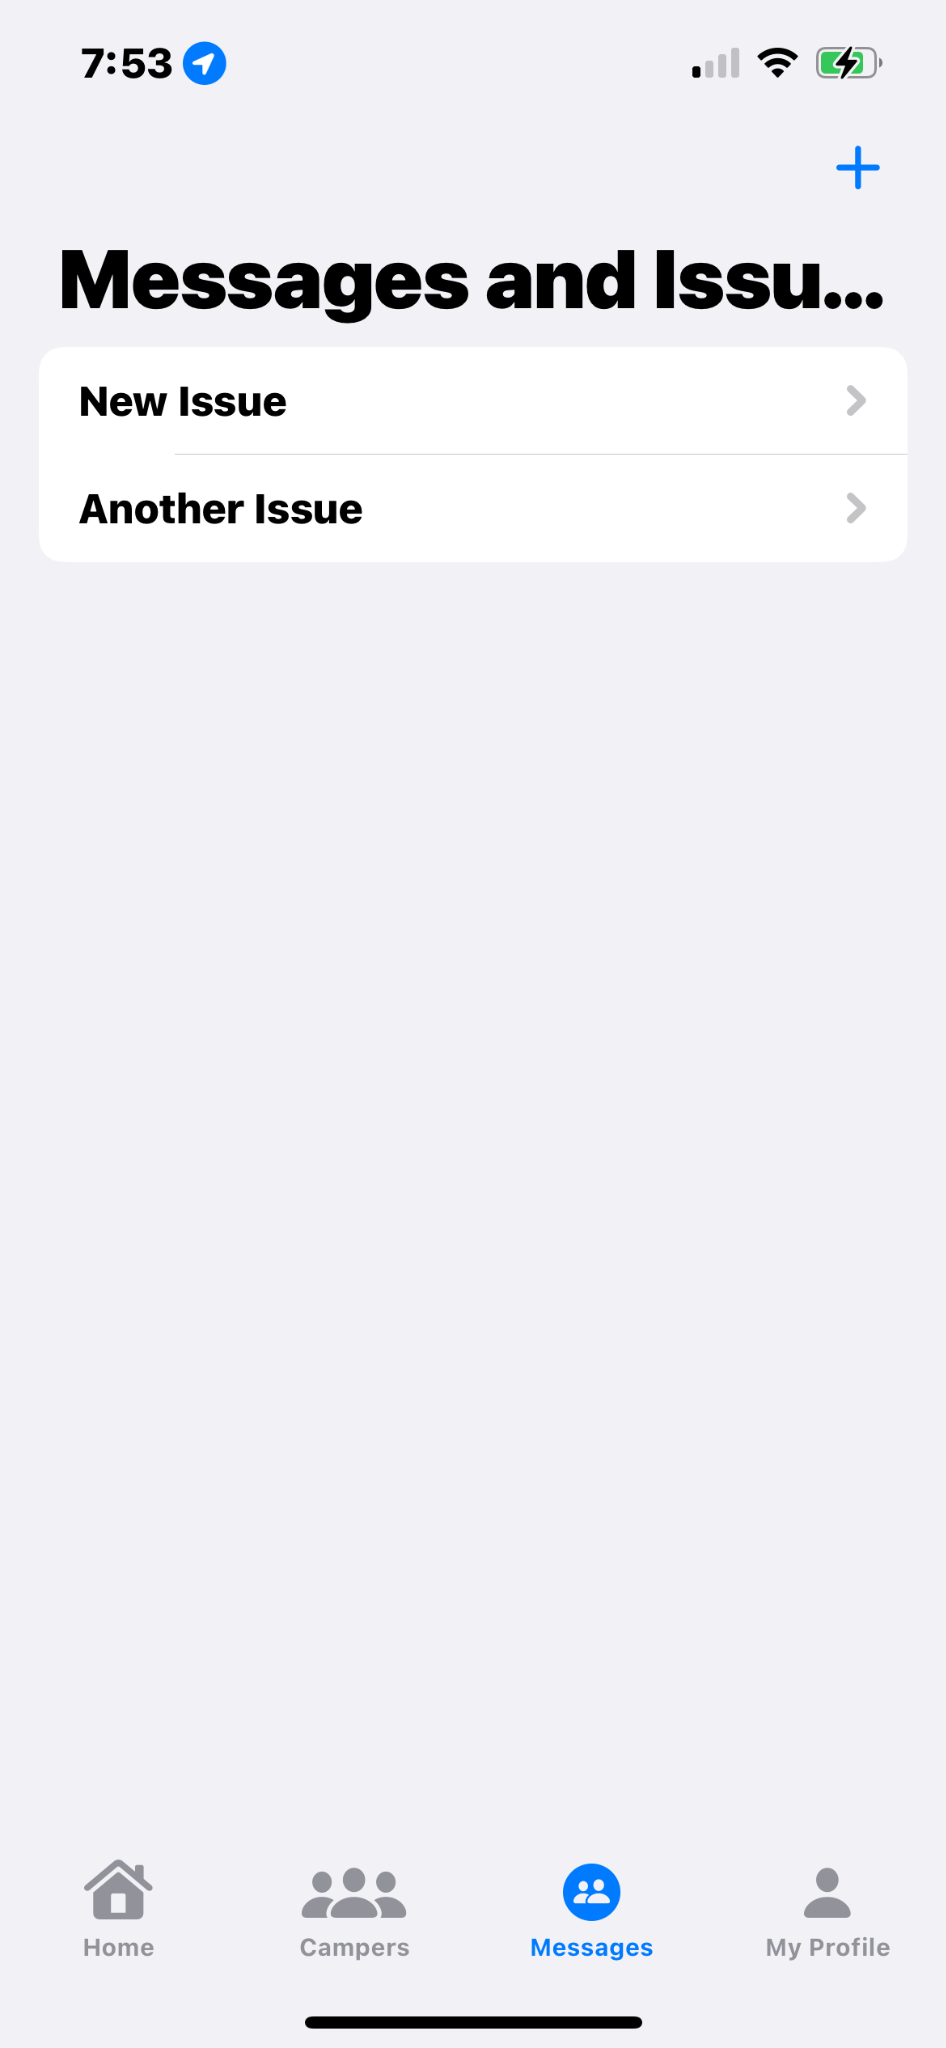 7:53
Messages and Issu...
New Issue
Another Issue
Home
Campers
Messages
My Profile